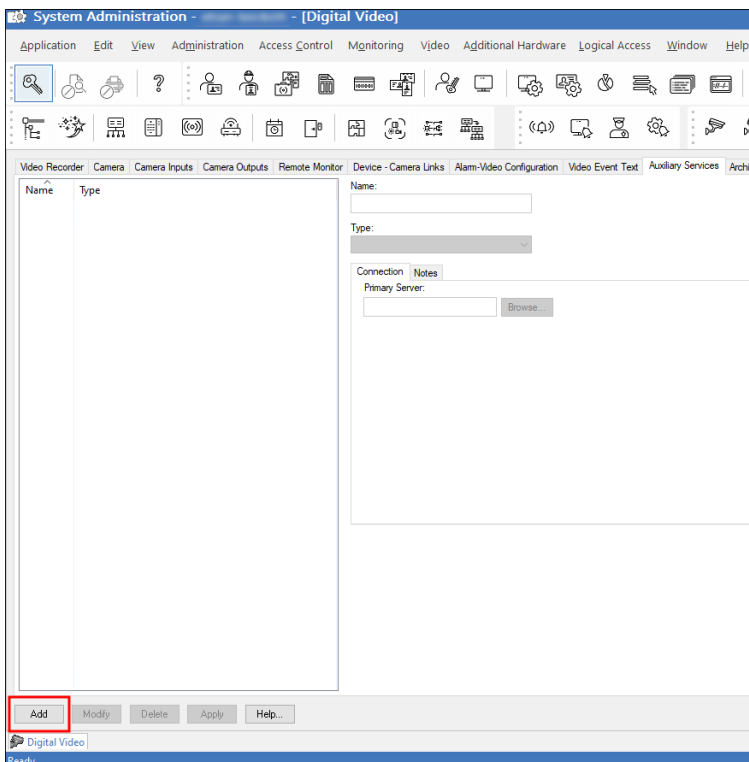 System Administration - - [Digital Video]
Application Edit View Administration Access Control Monitoring Video Additional Hardware Logical Access Window Help
Video Recorder Camera Camera Inputs Camera Outputs Remote Monitor Device - Camera Links Alarm-Video Configuration Video Event Text Auxiliary Services Archi
Name Type
Name:
Type:
Connection Notes
Primary Server:
Browse...
Add Modify Delete Apply Help...
Digital Video
Ready